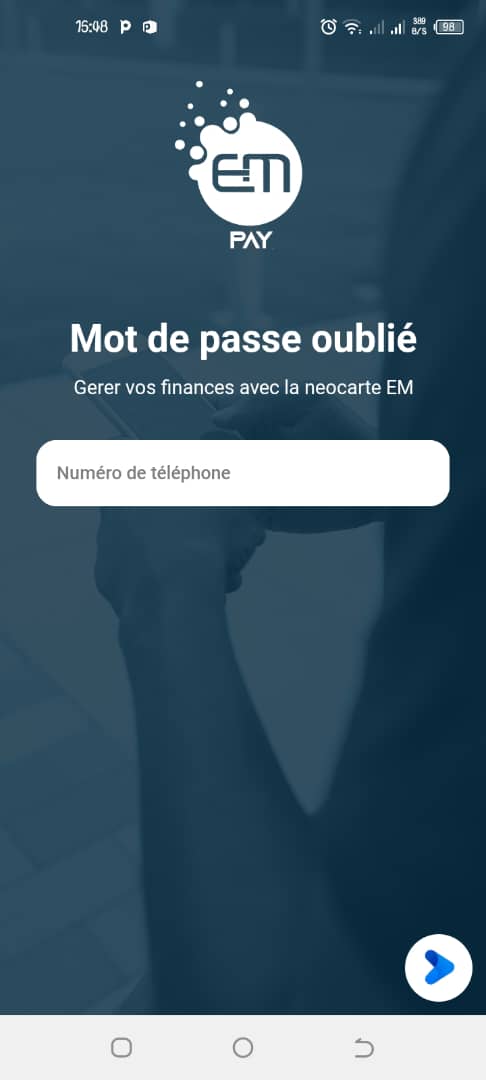 15:08
389
B/S
98
EM
PAY
Mot de passe oublié
Gerer vos finances avec la neocarte EM
Numéro de téléphone